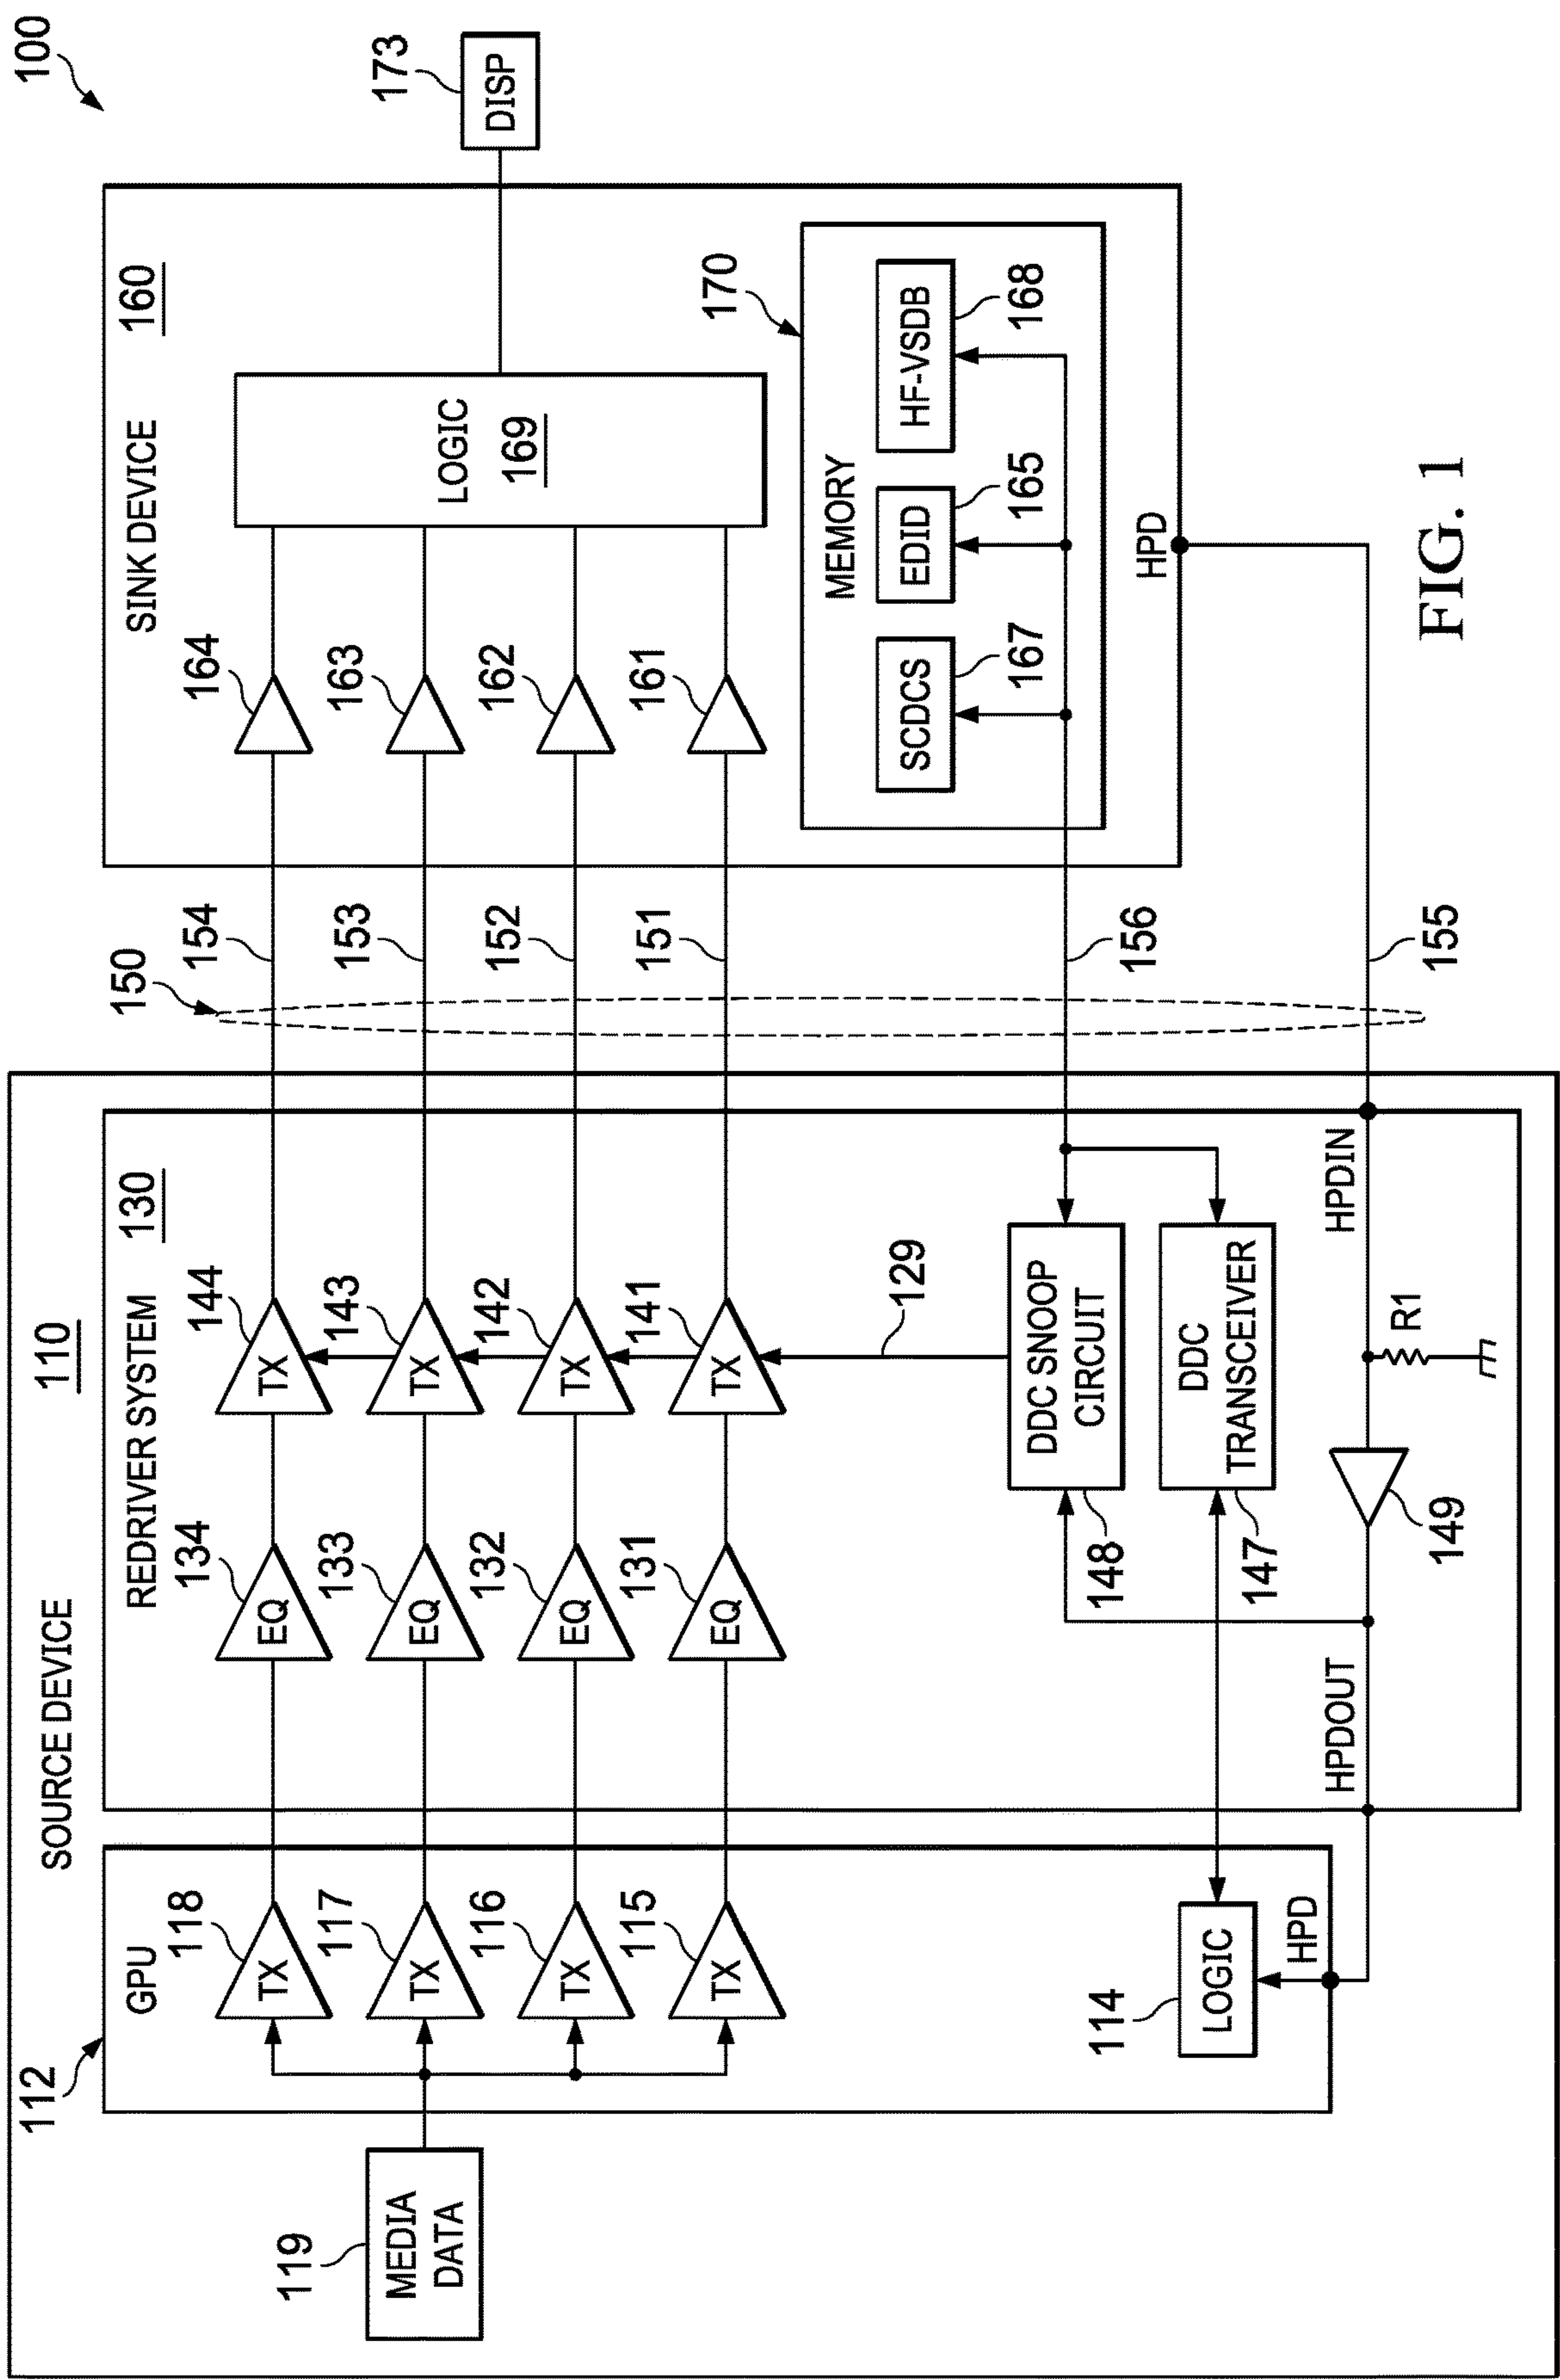 100
SOURCE DEVICE
110
112
GPU
119
MEDIA
DATA
118
TX
117
TX
116
TX
115
TX
114
LOGIC
HPD
REDRIVER SYSTEM
130
134
EQ
133
EQ
132
EQ
131
EQ
144
TX
143
TX
142
TX
141
TX
129
DDC SNOOP
CIRCUIT
148
DDC
TRANSCEIVER
147
HPDOUT
149
R1
HPDIN
150
154
153
152
151
156
155
SINK DEVICE
160
164
163
162
161
LOGIC
169
170
MEMORY
SCDCS
167
EDID
165
HF-VSDB
168
HPD
173
DISP
FIG. 1